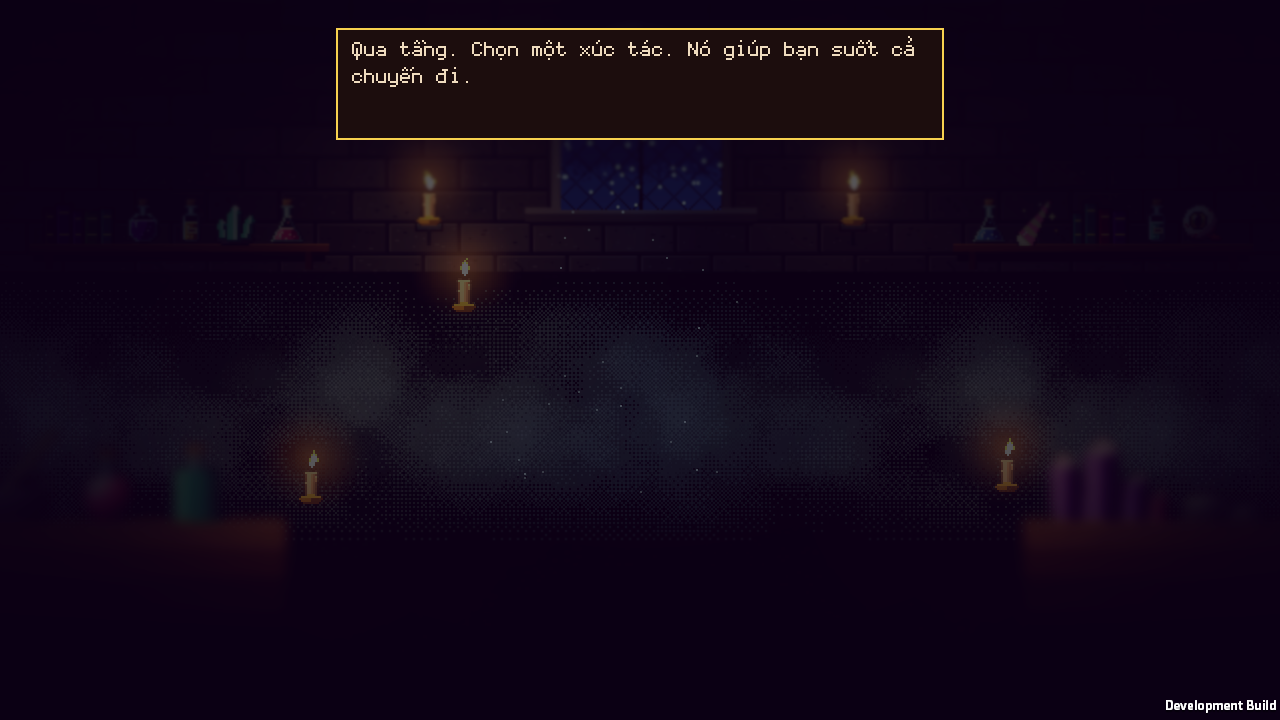 Qua tầng. Chọn một xúc tác. Nó giúp bạn suốt cả
chuyến đi.
Development Build